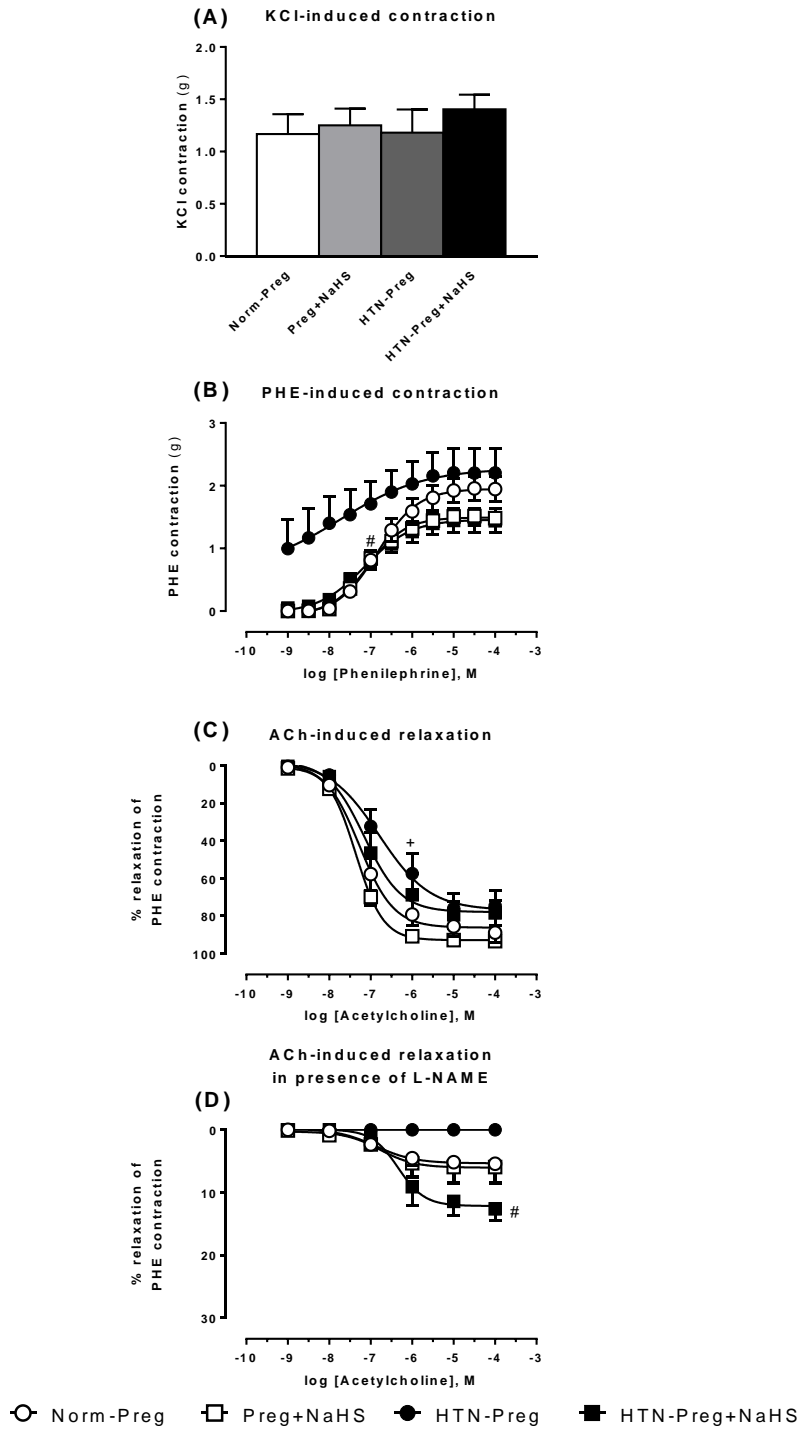 (A) KCl-induced contraction
KCl contraction (g)
2.0
1.5
1.0
0.5
0.0
Norm-Preg
Preg+NaHS
HTN-Preg
HTN-Preg+NaHS
(B) PHE-induced contraction
PHE contraction (g)
3
2
1
0
#
-10 -9 -8 -7 -6 -5 -4 -3
log [Phenilephrine], M
(C) ACh-induced relaxation
% relaxation of
PHE contraction
0
20
40
60
80
100
+
-10 -9 -8 -7 -6 -5 -4 -3
log [Acetylcholine], M
ACh-induced relaxation
in presence of L-NAME
(D)
% relaxation of
PHE contraction
0
10
20
30
#
-10 -9 -8 -7 -6 -5 -4 -3
log [Acetylcholine], M
Norm-Preg Preg+NaHS HTN-Preg HTN-Preg+NaHS